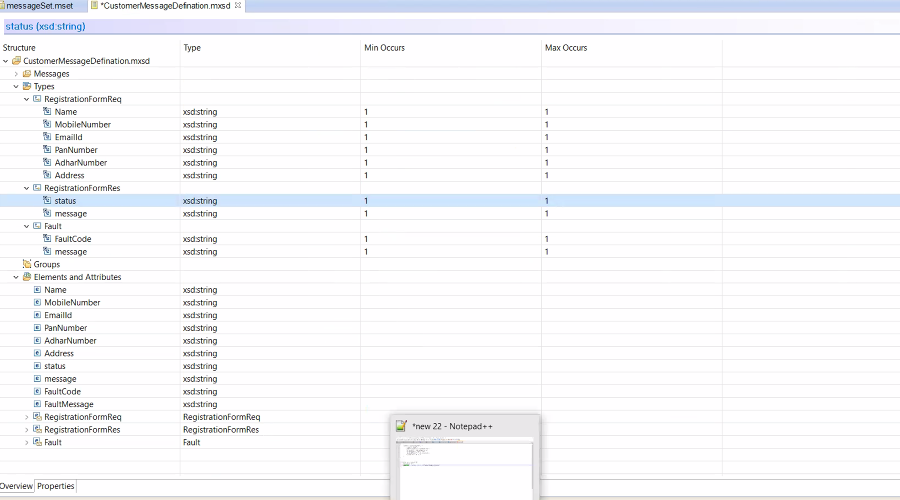 messageSet.mset *CustomerMessageDefination.mxsd
status (xsd:string)
Structure Type Min Occurs Max Occurs
CustomerMessageDefination.mxsd
Messages
Types
RegistrationFormReq
Name xsd:string 1 1
MobileNumber xsd:string 1 1
EmailId xsd:string 1 1
PanNumber xsd:string 1 1
AdharNumber xsd:string 1 1
Address xsd:string 1 1
RegistrationFormRes
status xsd:string 1 1
message xsd:string 1 1
Fault
FaultCode xsd:string 1 1
message xsd:string 1 1
Groups
Elements and Attributes
Name xsd:string
MobileNumber xsd:string
EmailId xsd:string
PanNumber xsd:string
AdharNumber xsd:string
Address xsd:string
status xsd:string
message xsd:string
FaultCode xsd:string
FaultMessage xsd:string
RegistrationFormReq RegistrationFormReq
RegistrationFormRes RegistrationFormRes
Fault Fault
*new 22 - Notepad++
Overview Properties